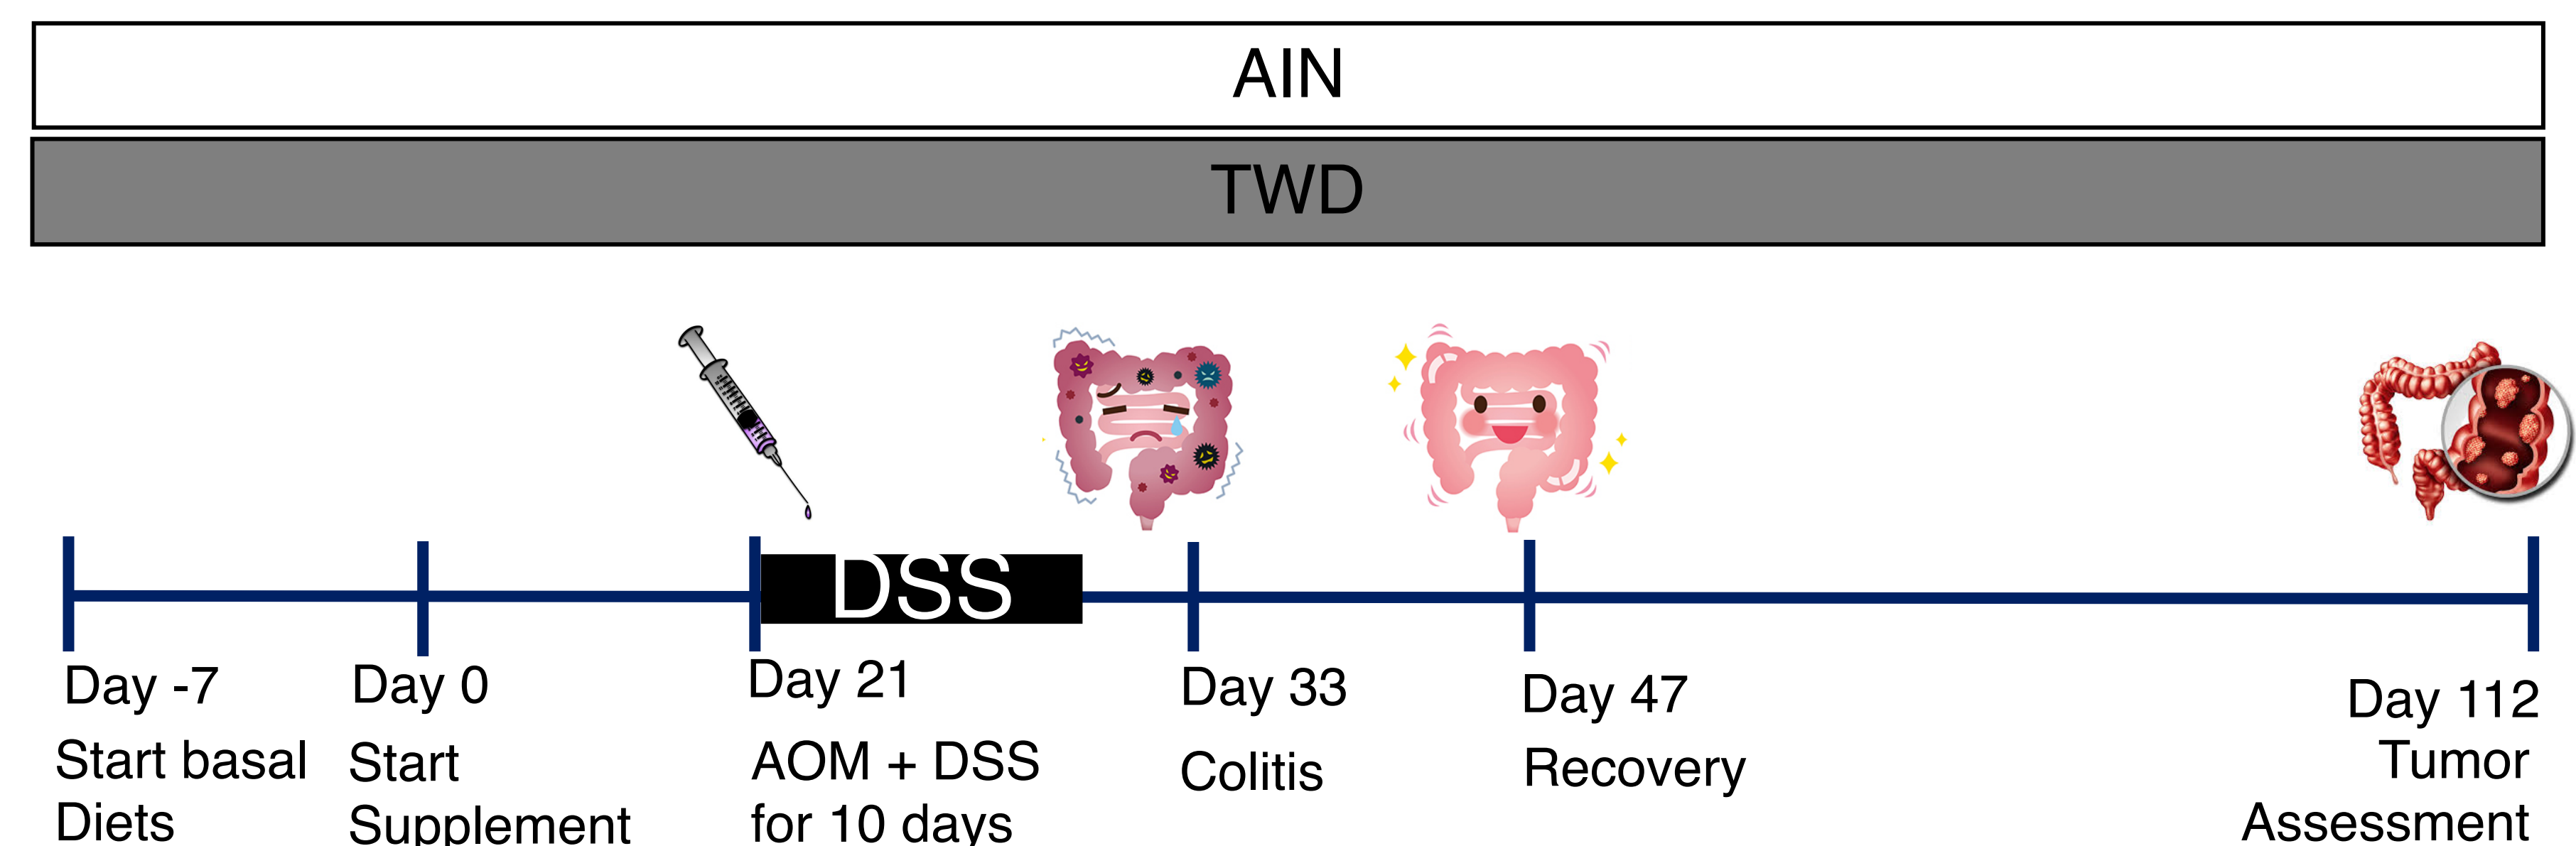 AIN
TWD
DSS
Day -7
Start basal
Diets
Day 0
Start
Supplement
Day 21
AOM + DSS
for 10 days
Day 33
Colitis
Day 47
Recovery
Day 112
Tumor
Assessment